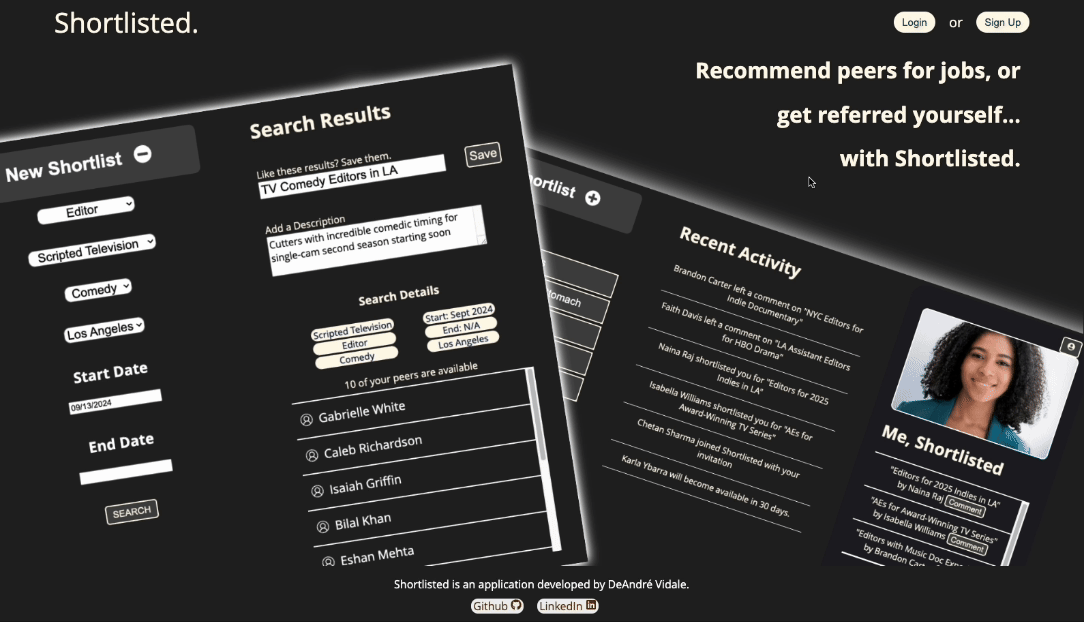 Shortlisted.
Login
or
Sign Up
Recommend peers for jobs, or
get referred yourself...
with Shortlisted.
New Shortlist
Editor
Scripted Television
Comedy
Los Angeles
Start Date
09/13/2024
End Date
SEARCH
Search Results
Like these results? Save them.
TV Comedy Editors in LA
Save
Add a Description
Cutters with incredible comedic timing for
single-cam second season starting soon
Search Details
Scripted Television
Editor
Comedy
Start: Sept 2024
End: N/A
Los Angeles
10 of your peers are available
Gabrielle White
Caleb Richardson
Isaiah Griffin
Bilal Khan
Eshan Mehta
ortlist
tomach
Recent Activity
Brandon Carter left a comment on "NYC Editors for
Indie Documentary"
Faith Davis left a comment on "LA Assistant Editors
for HBO Drama"
Naina Raj shortlisted you for "Editors for 2025
Indies in LA"
Isabella Williams shortlisted you for "AEs for
Award-Winning TV Series"
Chetan Sharma joined Shortlisted with your
invitation
Karla Ybarra will become available in 30 days.
Me, Shortlisted
"Editors for 2025 Indies in LA"
by Naina Raj Comment
"AEs for Award-Winning TV Series"
by Isabella Williams Comment
"Editors with Music Doc Exp
by Brandon Car
Shortlisted is an application developed by DeAndré Vidale.
Github
LinkedIn